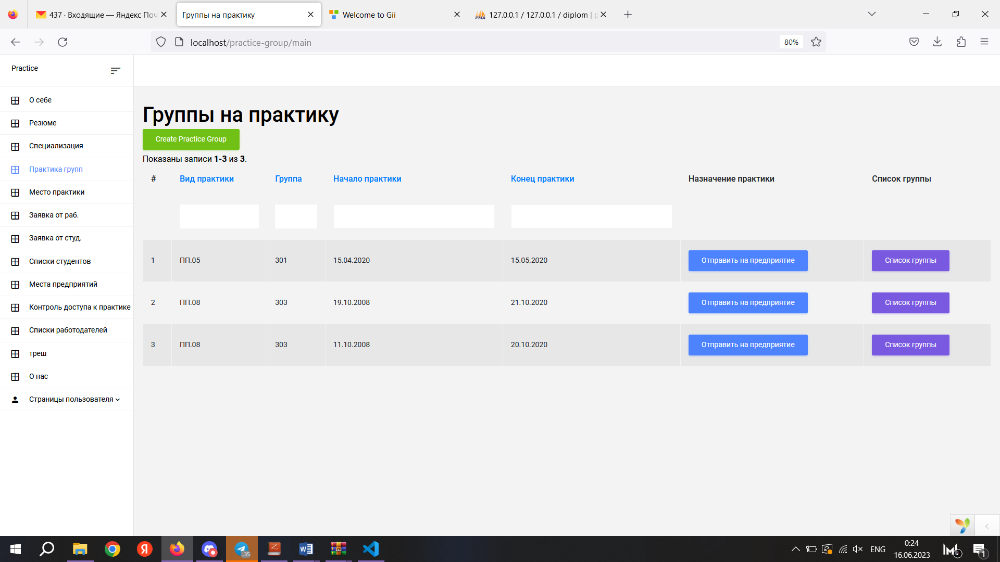 437 · Входящие — Яндекс Поч
Группы на практику
Welcome to Gii
127.0.0.1 / 127.0.0.1 / diplom | p
localhost/practice-group/main
80%
Practice
О себе
Резюме
Специализация
Практика групп
Место практики
Заявка от раб.
Заявка от студ.
Списки студентов
Места предприятий
Контроль доступа к практике
Списки работодателей
треш
О нас
Страницы пользователя
Группы на практику
Create Practice Group
Показаны записи 1-3 из 3.
# Вид практики Группа Начало практики Конец практики Назначение практики Список группы
1 ПП.05 301 15.04.2020 15.05.2020 Отправить на предприятие Список группы
2 ПП.08 303 19.10.2008 21.10.2020 Отправить на предприятие Список группы
3 ПП.08 303 11.10.2008 20.10.2020 Отправить на предприятие Список группы
ENG
0:24
16.06.2023
1